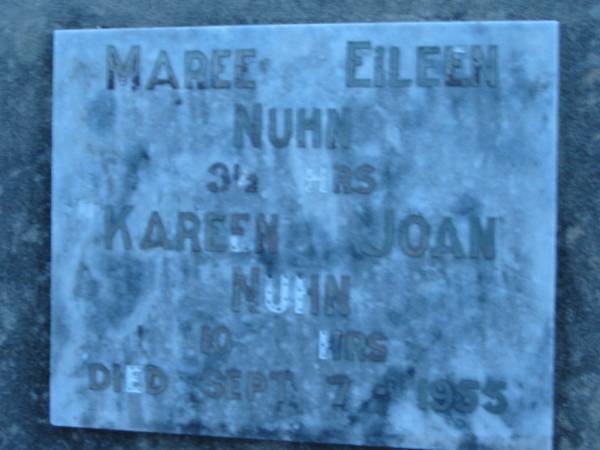 MAREE EILEEN
NUHN
3½ HRS
KAREEN JOAN
NUHN
10 HRS
DIED SEPT 7 1955